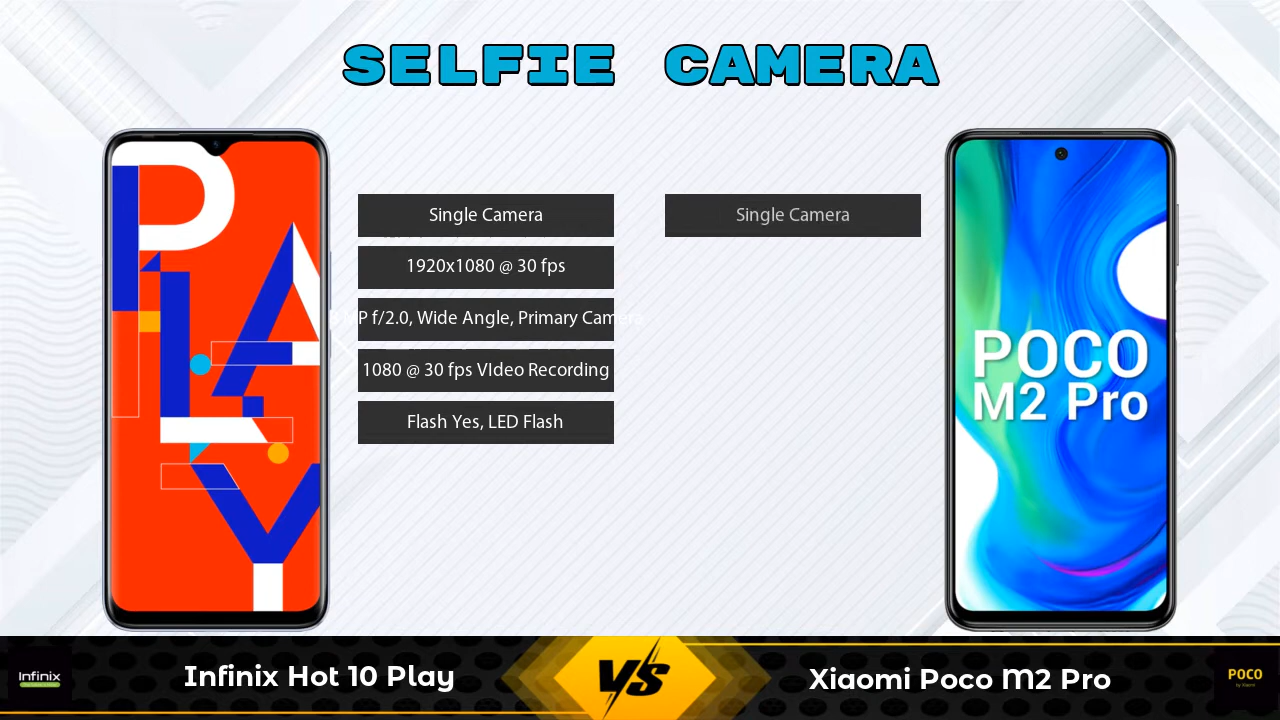 SELFIE CAMERA
Single Camera
1920x1080 @ 30 fps
MP f/2.0, Wide Angle, Primary Camera
1080 @ 30 fps VIdeo Recording
Flash Yes, LED Flash
Single Camera
PLAY
POCO
M2 Pro
Infinix
Infinix Hot 10 Play
VS
Xiaomi Poco M2 Pro
POCO